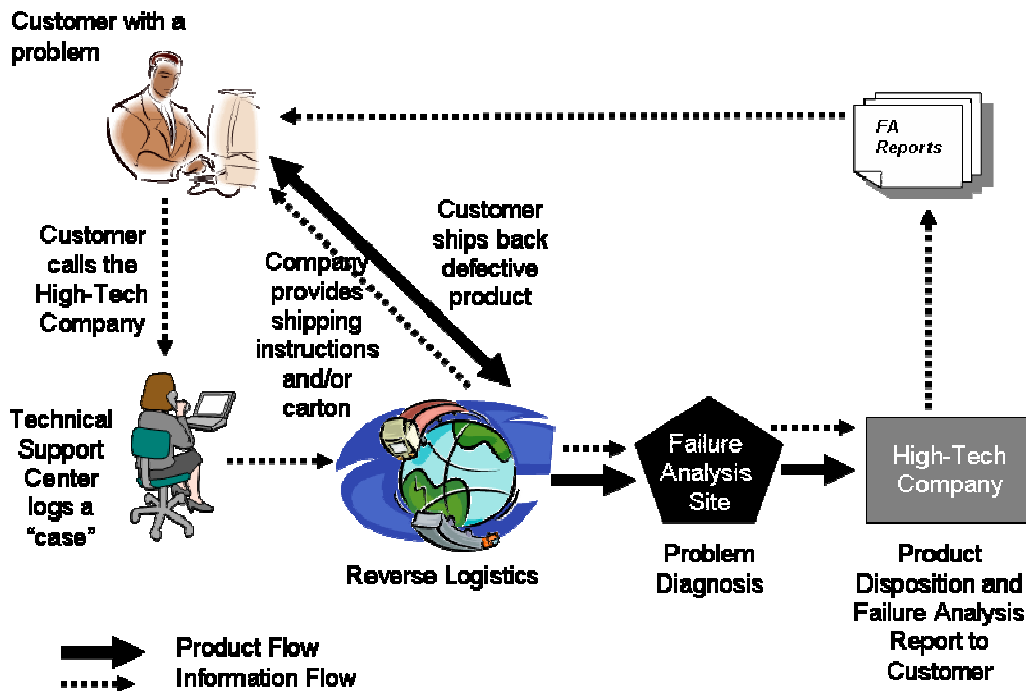 Customer with a
problem
FA
Reports
Customer
calls the
High-Tech
Company
Company
provides
shipping
instructions
and/or
carton
Customer
ships back
defective
product
Technical
Support
Center
logs a
“case”
Reverse Logistics
Failure
Analysis
Site
Problem
Diagnosis
High-Tech
Company
Product
Disposition and
Failure Analysis
Report to
Customer
Product Flow
Information Flow